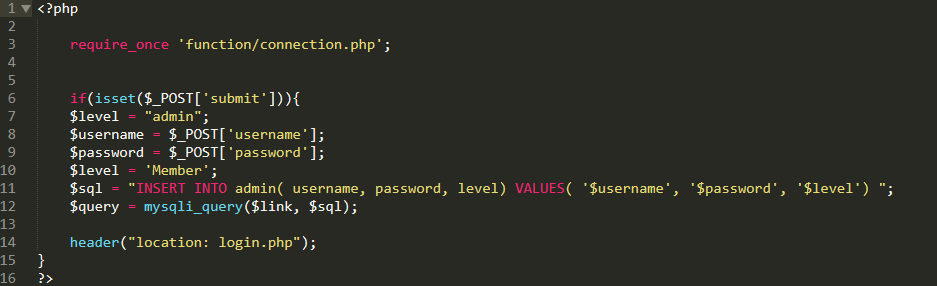 1 <?php
2
3 require_once 'function/connection.php';
4
5
6 if(isset($_POST['submit'])){
7 $level = "admin";
8 $username = $_POST['username'];
9 $password = $_POST['password'];
10 $level = 'Member';
11 $sql = "INSERT INTO admin( username, password, level) VALUES( '$username', '$password', '$level') ";
12 $query = mysqli_query($link, $sql);
13
14 header("location: login.php");
15 }
16 ?>